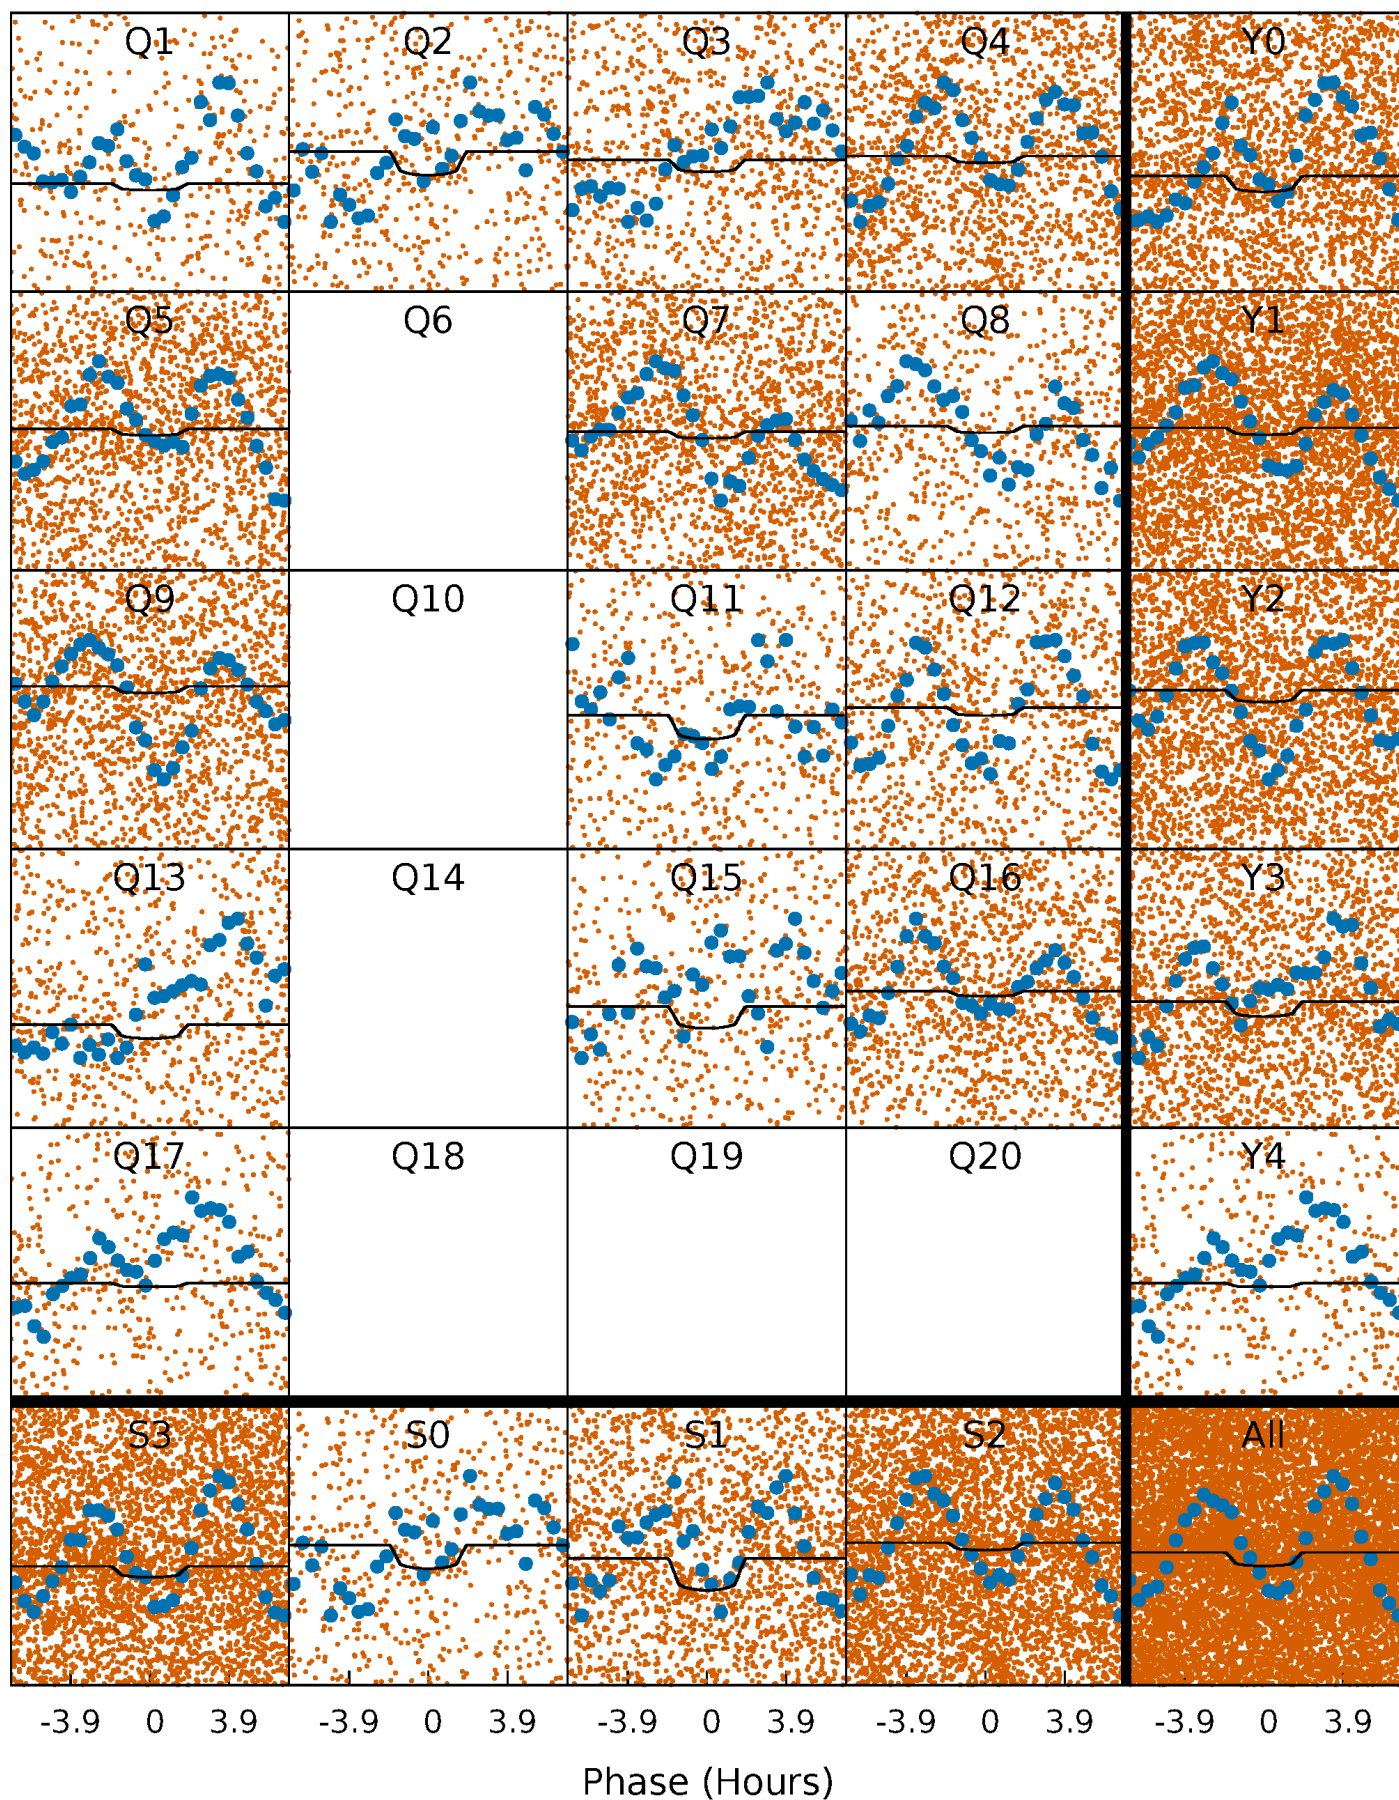 Q1 Q2 Q3 Q4 Y0
Q5 Q6 Q7 Q8 Y1
Q9 Q10 Q11 Q12 Y2
Q13 Q14 Q15 Q16 Y3
Q17 Q18 Q19 Q20 Y4
S3 S0 S1 S2 All
-3.9 0 3.9 -3.9 0 3.9 -3.9 0 3.9 -3.9 0 3.9 -3.9 0 3.9
Phase (Hours)